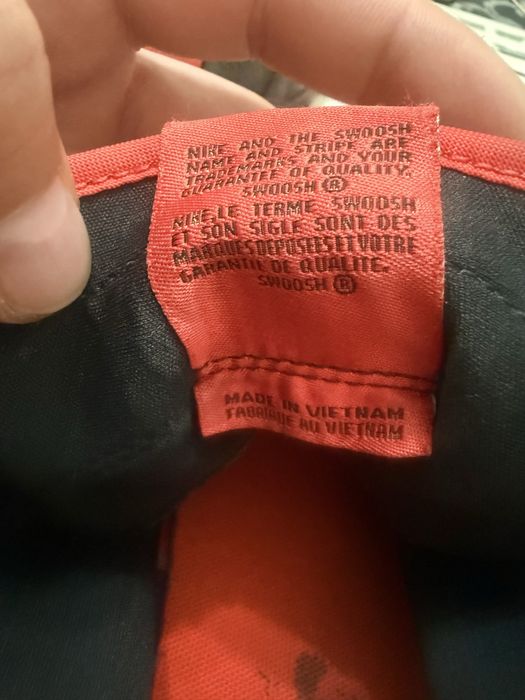 NIKE AND THE SWOOSH
NAME AND STRIPE ARE
TRADEMARKS AND YOUR
GUARANTEE OF QUALITY.
SWOOSH ®
NIKE,LE TERME SWOOSH
ET SON SIGLE SONT DES
MARQUES DEPOSEES ET VOTRE
GARANTIE DE QUALITE.
SWOOSH ®
MADE IN VIETNAM
FABRIQUE AU VIETNAM